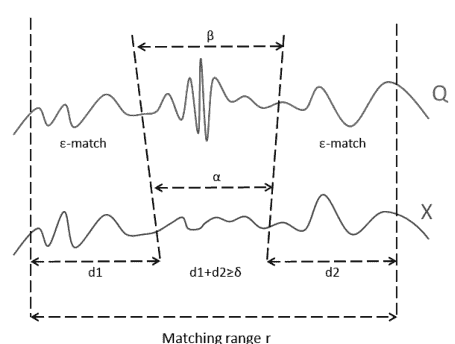 β
Q
ε-match
ε-match
α
X
d1
d1+d2≥δ
d2
Matching range r